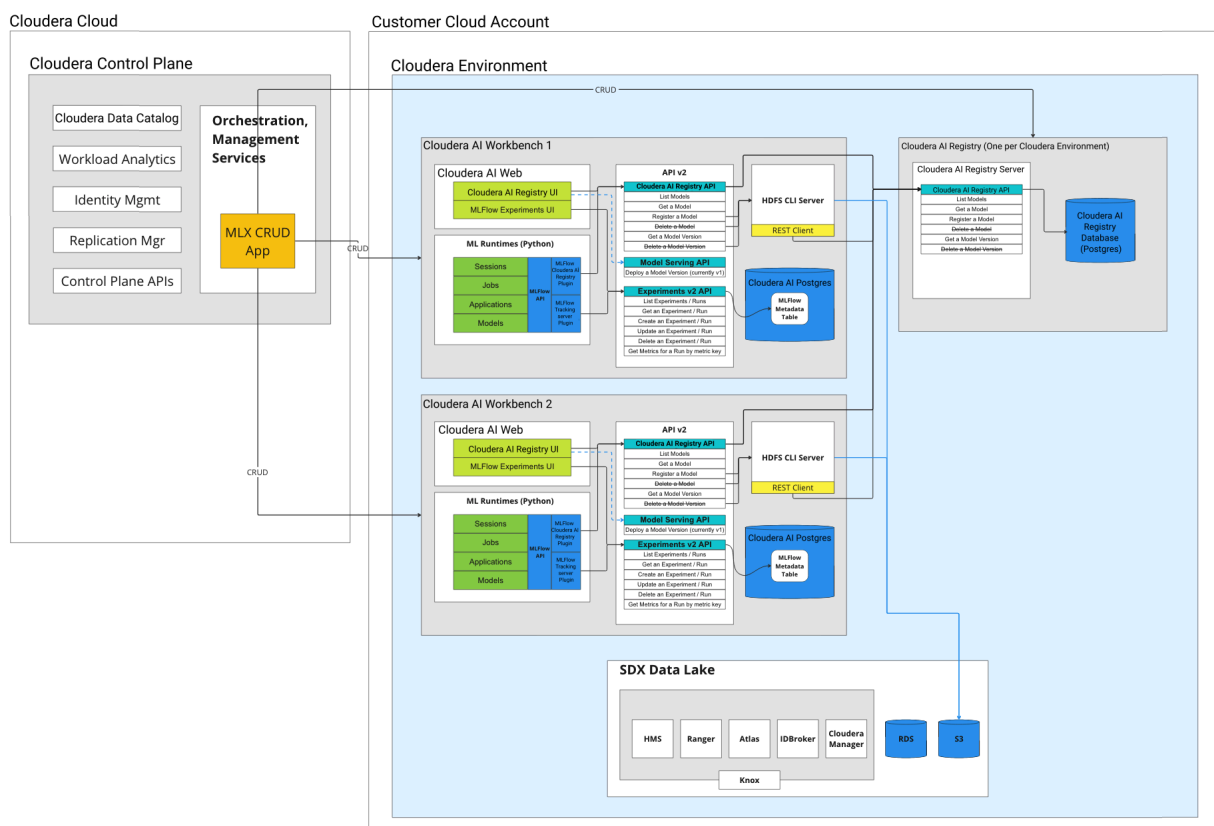 Cloudera Cloud
Customer Cloud Account
Cloudera Control Plane
Cloudera Data Catalog
Workload Analytics
Identity Mgmt
Replication Mgr
Control Plane APIs
Orchestration,
Management
Services
MLX CRUD
App
CRUD
CRUD
CRUD
Cloudera Environment
Cloudera AI Workbench 1
Cloudera AI Web
Cloudera AI Registry UI
MLFlow Experiments UI
ML Runtimes (Python)
Sessions
Jobs
Applications
Models
MLFlow
API
MLFlow
Cloudera AI
Registry
Plugin
MLFlow
Tracking
server
Plugin
API v2
Cloudera AI Registry API
List Models
Get a Model
Register a Model
Delete a Model
Get a Model Version
Delete a Model Version
Model Serving API
Deploy a Model Version (currently v1)
Experiments v2 API
List Experiments / Runs
Get an Experiment / Run
Create an Experiment / Run
Update an Experiment / Run
Delete an Experiment / Run
Get Metrics for a Run by metric key
HDFS CLI Server
REST Client
Cloudera AI Postgres
MLFlow
Metadata
Table
Cloudera AI Registry (One per Cloudera Environment)
Cloudera AI Registry Server
Cloudera AI Registry API
List Models
Get a Model
Register a Model
Delete a Model
Get a Model Version
Delete a Model Version
Cloudera AI
Registry
Database
(Postgres)
Cloudera AI Workbench 2
Cloudera AI Web
Cloudera AI Registry UI
MLFlow Experiments UI
ML Runtimes (Python)
Sessions
Jobs
Applications
Models
MLFlow
API
MLFlow
Cloudera AI
Registry
Plugin
MLFlow
Tracking
server
Plugin
API v2
Cloudera AI Registry API
List Models
Get a Model
Register a Model
Delete a Model
Get a Model Version
Delete a Model Version
Model Serving API
Deploy a Model Version (currently v1)
Experiments v2 API
List Experiments / Runs
Get an Experiment / Run
Create an Experiment / Run
Update an Experiment / Run
Delete an Experiment / Run
Get Metrics for a Run by metric key
HDFS CLI Server
REST Client
Cloudera AI Postgres
MLFlow
Metadata
Table
SDX Data Lake
HMS
Ranger
Atlas
IDBroker
Cloudera
Manager
Knox
RDS
S3